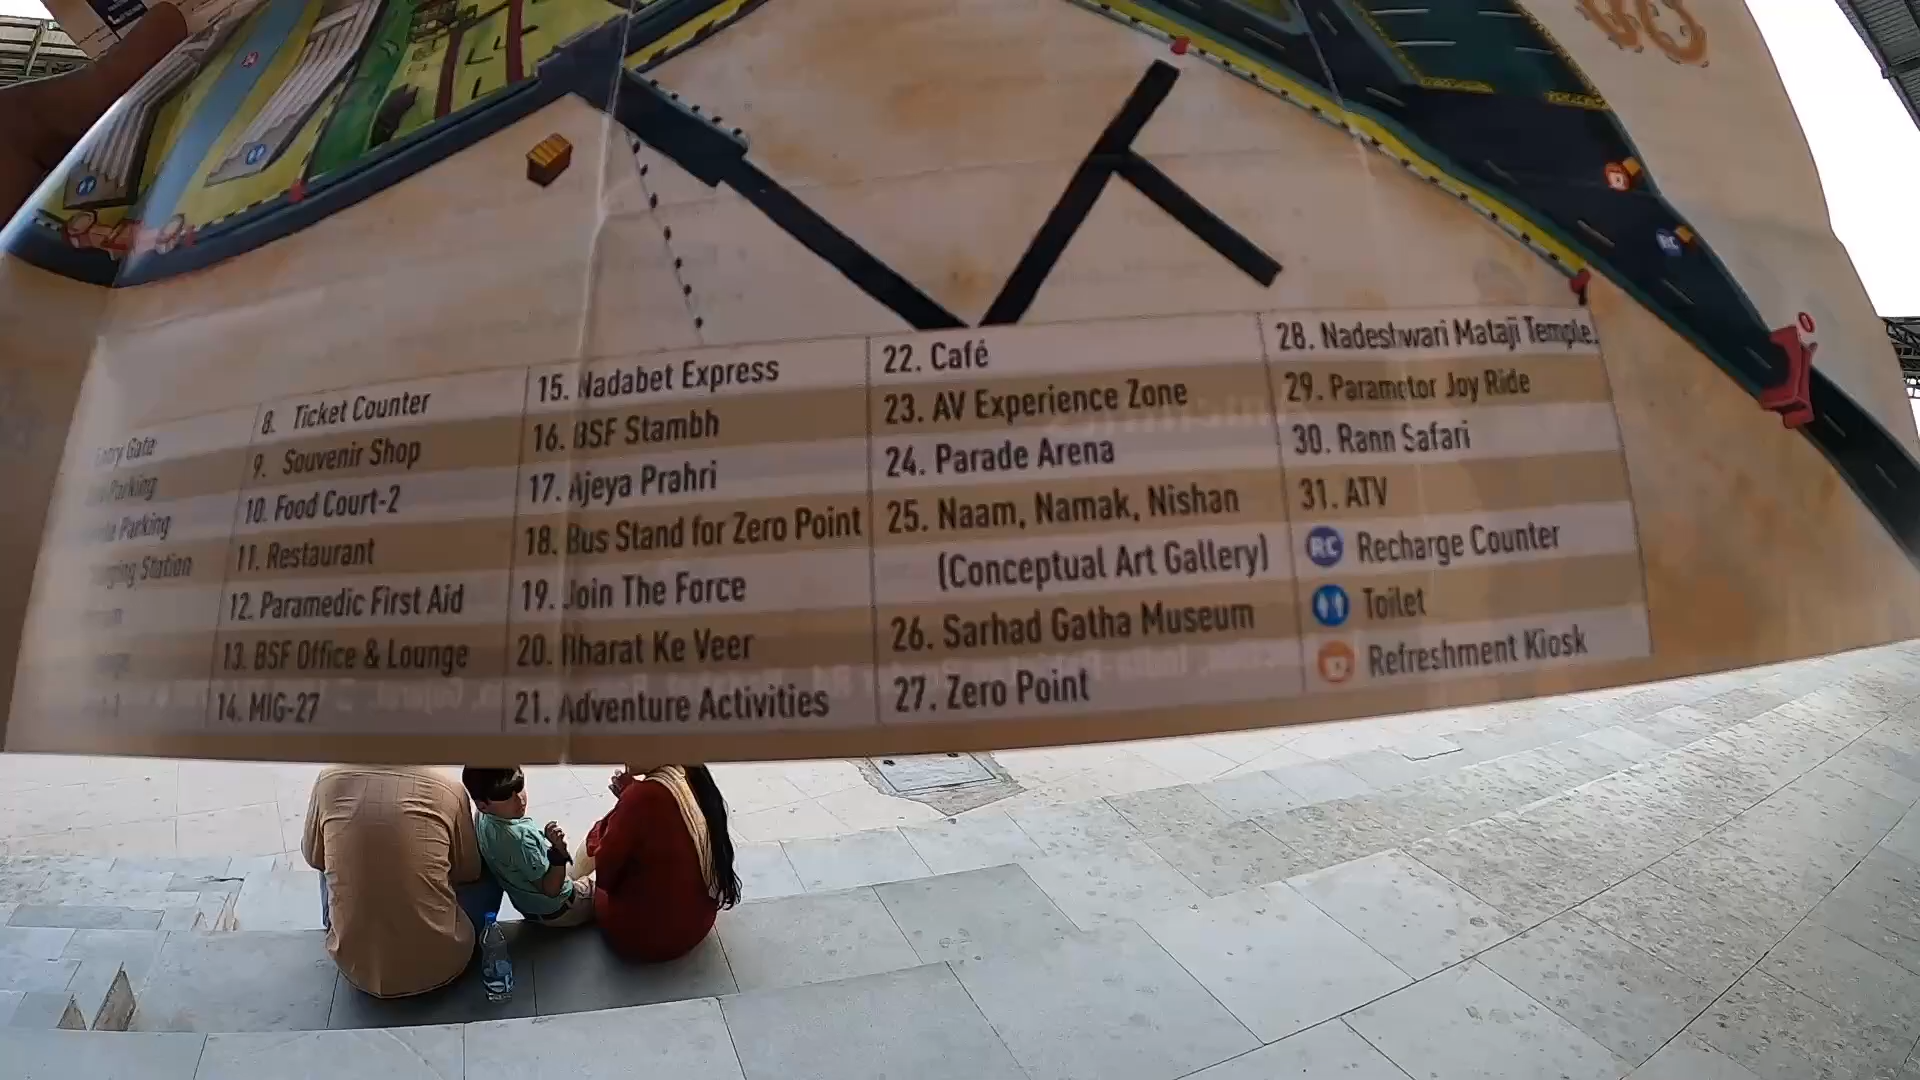 Entry Gate
Parking
Parking
Station
8. Ticket Counter
9. Souvenir Shop
10. Food Court-2
11. Restaurant
12. Paramedic First Aid
13. BSF Office & Lounge
14. MIG-27
15. Nadabet Express
16. BSF Stambh
17. Ajeya Prahri
18. Bus Stand for Zero Point
19. Join The Force
20. Bharat Ke Veer
21. Adventure Activities
22. Café
23. AV Experience Zone
24. Parade Arena
25. Naam, Namak, Nishan
(Conceptual Art Gallery)
26. Sarhad Gatha Museum
27. Zero Point
28. Nadeshwari Mataji Temple
29. Paramotor Joy Ride
30. Rann Safari
31. ATV
RC Recharge Counter
Toilet
Refreshment Kiosk
RC